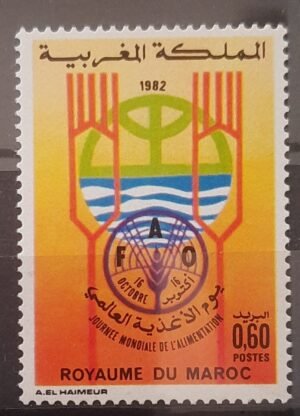 المملكة المغربية
1982
F A O
16 OCTOBRE
16 أكتوبر
يوم الأغذية العالمي
JOURNÉE MONDIALE DE L'ALIMENTATION
البريد
0,60
POSTES
ROYAUME DU MAROC
A. EL HAIMEUR